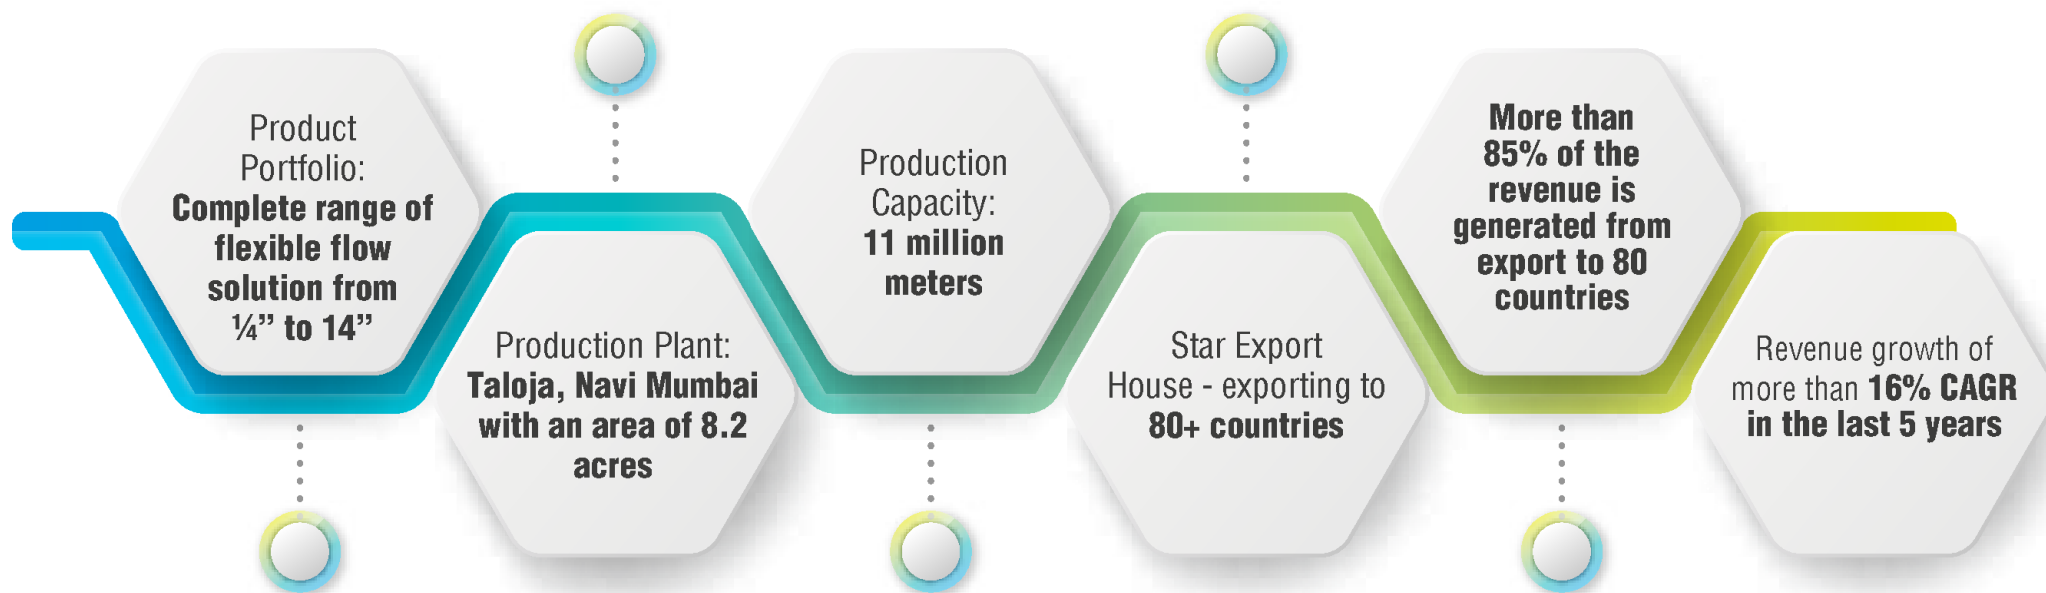 Product
Portfolio:
Complete range of
flexible flow
solution from
¼” to 14”
Production Plant:
Taloja, Navi Mumbai
with an area of 8.2
acres
Production
Capacity:
11 million
meters
Star Export
House - exporting to
80+ countries
More than
85% of the
revenue is
generated from
export to 80
countries
Revenue growth of
more than 16% CAGR
in the last 5 years